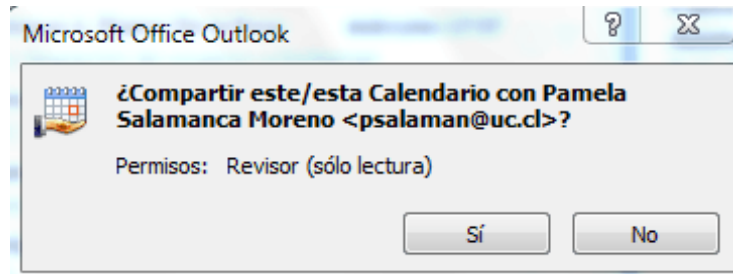 Microsoft Office Outlook
¿Compartir este/esta Calendario con Pamela
Salamanca Moreno <psalaman@uc.cl>?
Permisos: Revisor (sólo lectura)
Sí
No